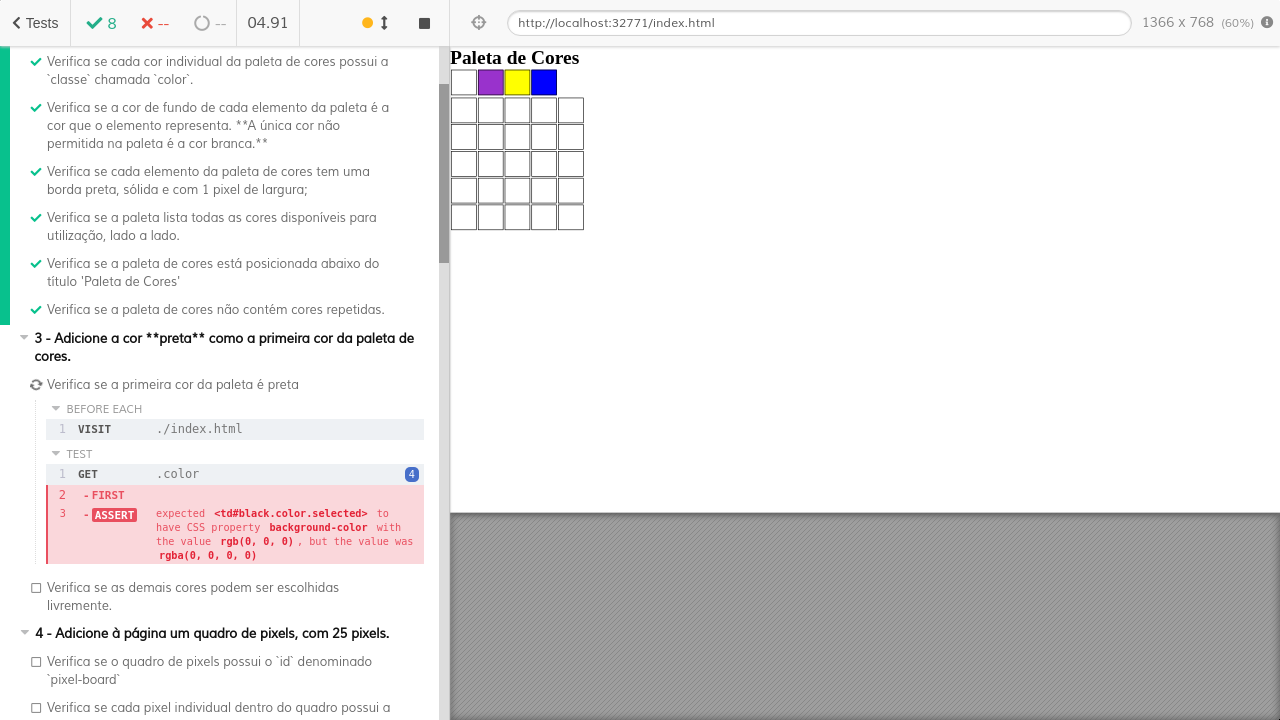 Tests 8 -- -- 04.91
http://localhost:32771/index.html 1366 x 768 (60%)
Verifica se cada cor individual da paleta de cores possui a
`classe` chamada `color`.
Verifica se a cor de fundo de cada elemento da paleta é a
cor que o elemento representa. **A única cor não
permitida na paleta é a cor branca.**
Verifica se cada elemento da paleta de cores tem uma
borda preta, sólida e com 1 pixel de largura;
Verifica se a paleta lista todas as cores disponíveis para
utilização, lado a lado.
Verifica se a paleta de cores está posicionada abaixo do
título 'Paleta de Cores'
Verifica se a paleta de cores não contém cores repetidas.
3 - Adicione a cor **preta** como a primeira cor da paleta de
cores.
Verifica se a primeira cor da paleta é preta
BEFORE EACH
1 VISIT ./index.html
TEST
1 GET .color 4
2 - FIRST
3 - ASSERT expected <td#black.color.selected> to
have CSS property background-color with
the value rgb(0, 0, 0) , but the value was
rgba(0, 0, 0, 0)
Verifica se as demais cores podem ser escolhidas
livremente.
4 - Adicione à página um quadro de pixels, com 25 pixels.
Verifica se o quadro de pixels possui o `id` denominado
`pixel-board`
Verifica se cada pixel individual dentro do quadro possui a
Paleta de Cores